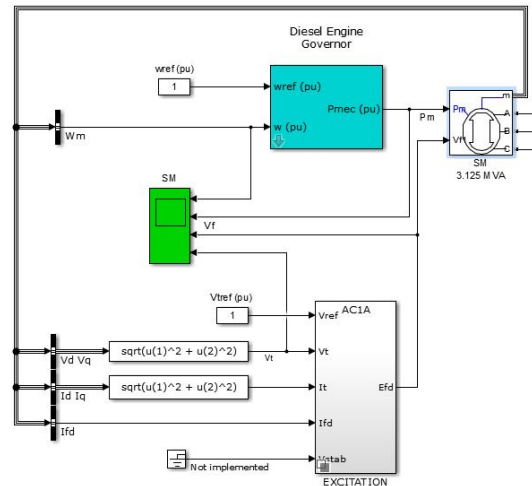 Diesel Engine
Governor
wref (pu)
1
wref (pu)
Pmec (pu)
w (pu)
Wm
Pm
m
Pm
A
B
C
SM
3.125 MVA
SM
Vf
Vtref (pu)
1
AC1A
Vref
sqrt(u(1)^2 + u(2)^2)
Vt
Vt
Vd Vq
sqrt(u(1)^2 + u(2)^2)
It
Efd
Id Iq
Ifd
Ifd
Not implemented
EXCITATION